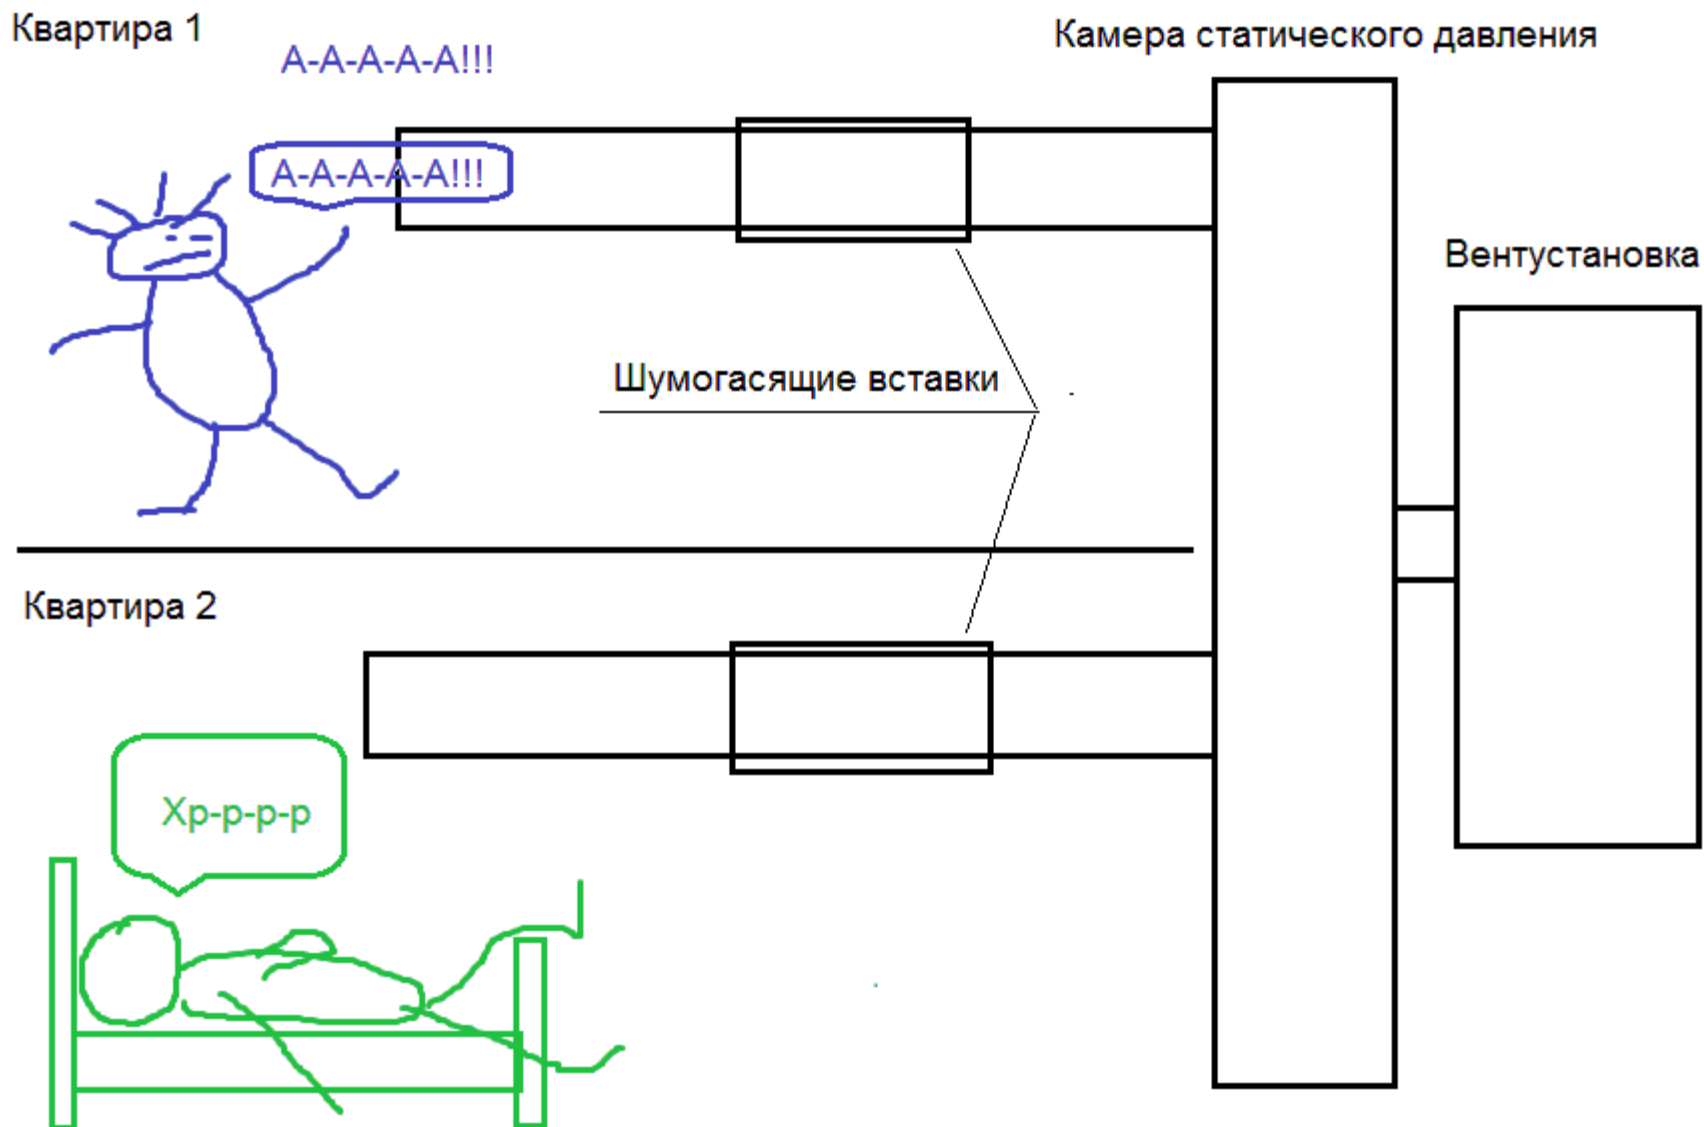 Квартира 1
Камера статического давления
А-А-А-А-А!!!
А-А-А-А-А!!!
Вентустановка
Шумогасящие вставки
Квартира 2
Хр-р-р-р